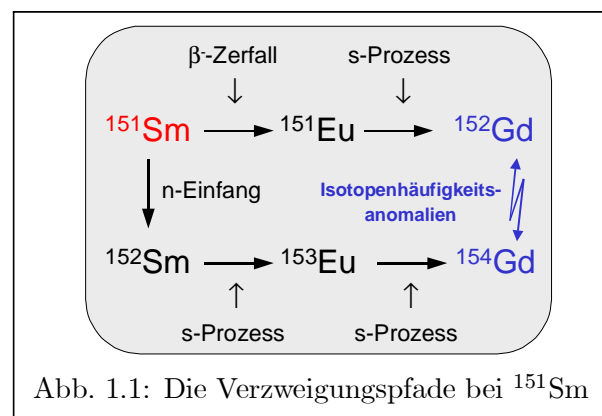 β⁻-Zerfall s-Prozess
↓ ↓
¹⁵¹Sm → ¹⁵¹Eu → ¹⁵²Gd
n-Einfang
Isotopenhäufigkeits-
anomalien
¹⁵²Sm → ¹⁵³Eu → ¹⁵⁴Gd
↑ ↑
s-Prozess s-Prozess
Abb. 1.1: Die Verzweigungspfade bei ¹⁵¹Sm